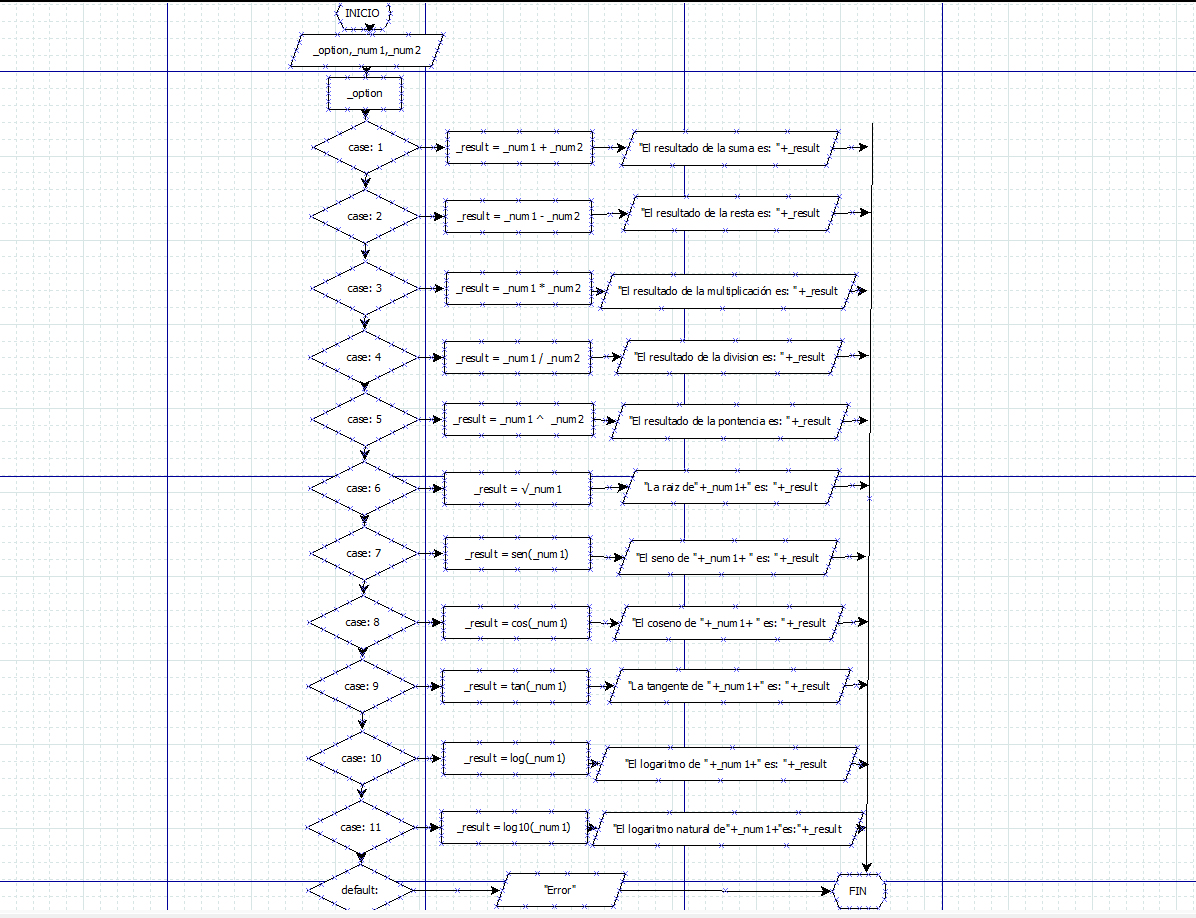 INICIO
_option,_num1,_num2
_option
case: 1
_result = _num1 + _num2
"El resultado de la suma es: "+_result
case: 2
_result = _num1 - _num2
"El resultado de la resta es: "+_result
case: 3
_result = _num1 * _num2
"El resultado de la multiplicación es: "+_result
case: 4
_result = _num1 / _num2
"El resultado de la division es: "+_result
case: 5
_result = _num1 ^ _num2
"El resultado de la pontencia es: "+_result
case: 6
_result = √_num1
"La raiz de"+_num1+" es: "+_result
case: 7
_result = sen(_num1)
"El seno de "+_num1+ " es: "+_result
case: 8
_result = cos(_num1)
"El coseno de "+_num1+ " es: "+_result
case: 9
_result = tan(_num1)
"La tangente de "+_num1+" es: "+_result
case: 10
_result = log(_num1)
"El logaritmo de "+_num1+" es: "+_result
case: 11
_result = log10(_num1)
"El logaritmo natural de"+_num1+"es:"+_result
default:
"Error"
FIN